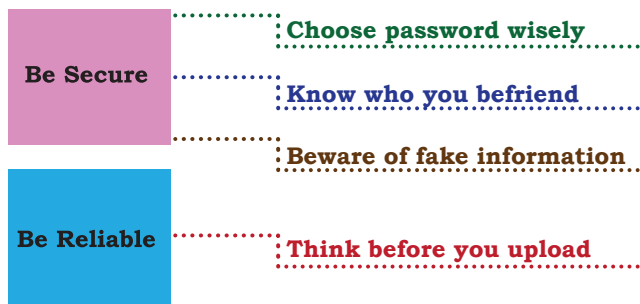 Be Secure
Choose password wisely
Know who you befriend
Beware of fake information
Be Reliable
Think before you upload